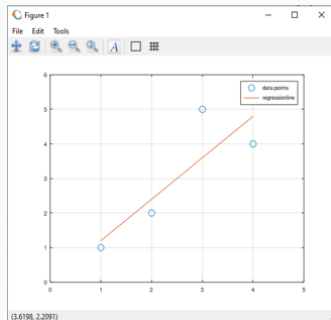 Figure 1
File Edit Tools
A
6
data points
regressionline
5
4
3
2
1
0
0 1 2 3 4 5
(3.6198, 2.2091)